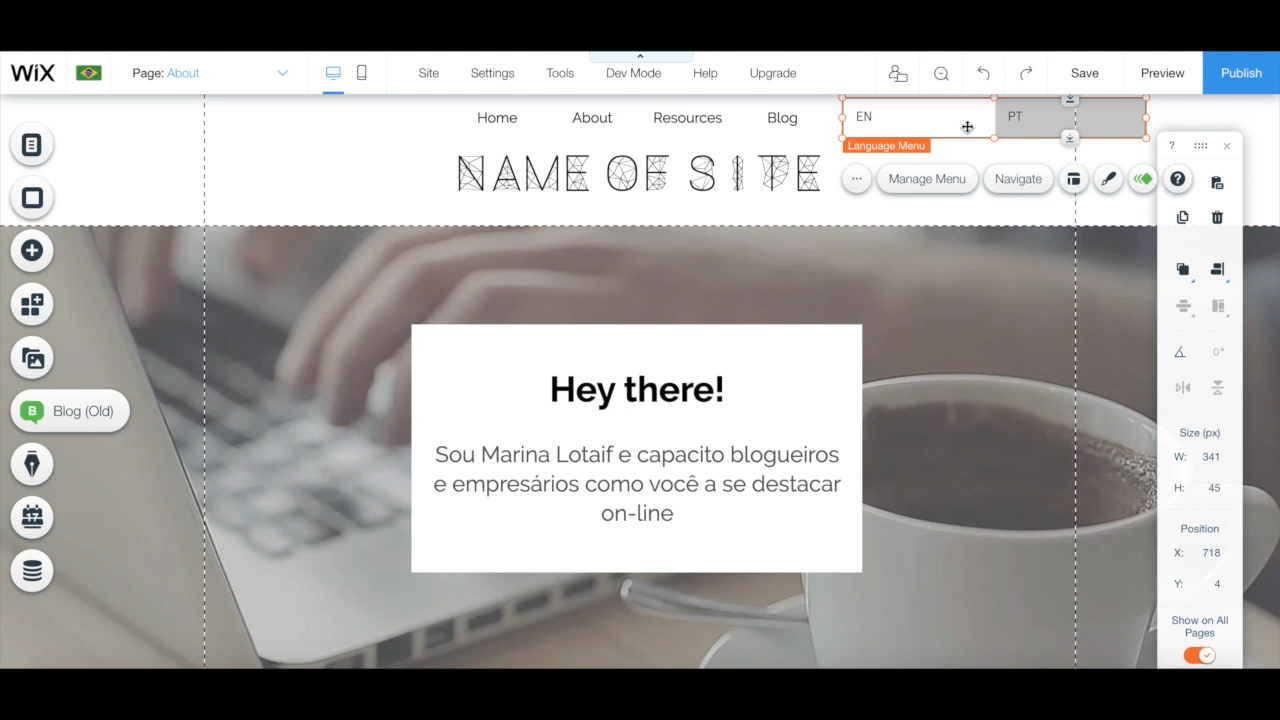 WiX
Page: About
Site
Settings
Tools
Dev Mode
Help
Upgrade
Save
Preview
Publish
Home
About
Resources
Blog
EN
PT
Language Menu
NAME OF SITE
...
Manage Menu
Navigate
?
?
Blog (Old)
17
Hey there!
Sou Marina Lotaif e capacito blogueiros
e empresários como você a se destacar
on-line
0°
Size (px)
W: 341
H: 45
Position
X: 718
Y: 4
Show on All
Pages